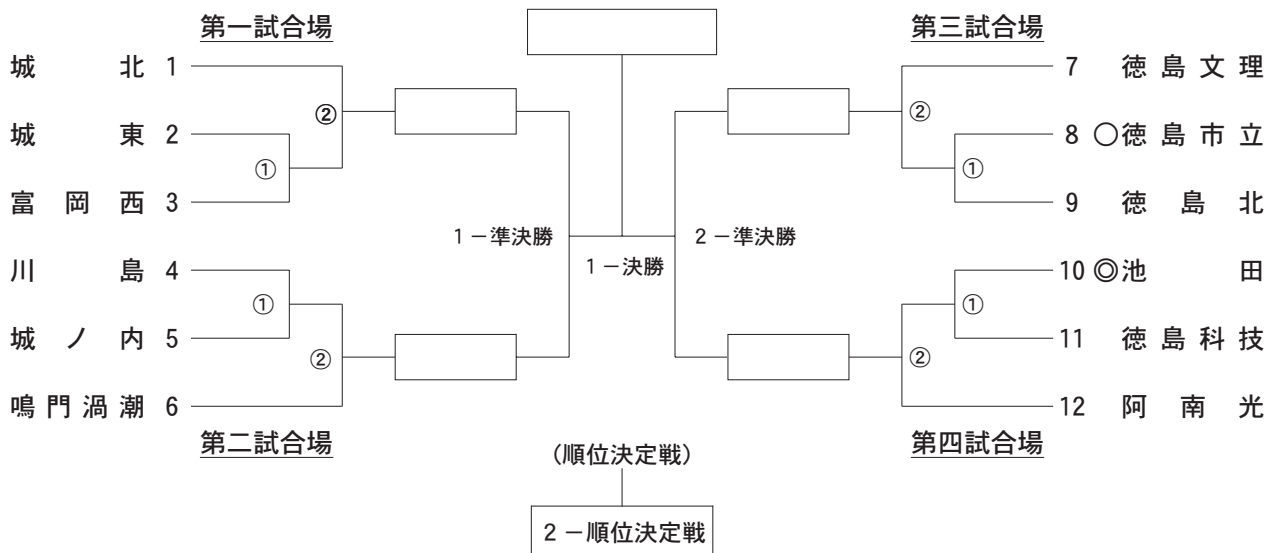 第一試合場
城北 1
②
城東 2
①
富岡西 3
1－準決勝
川島 4
①
城ノ内 5
②
鳴門渦潮 6
第二試合場
1－決勝
第三試合場
7 徳島文理
②
8 ○徳島市立
①
9 徳島北
2－準決勝
10 ◎池田
①
11 徳島科技
②
12 阿南光
第四試合場
(順位決定戦)
2－順位決定戦